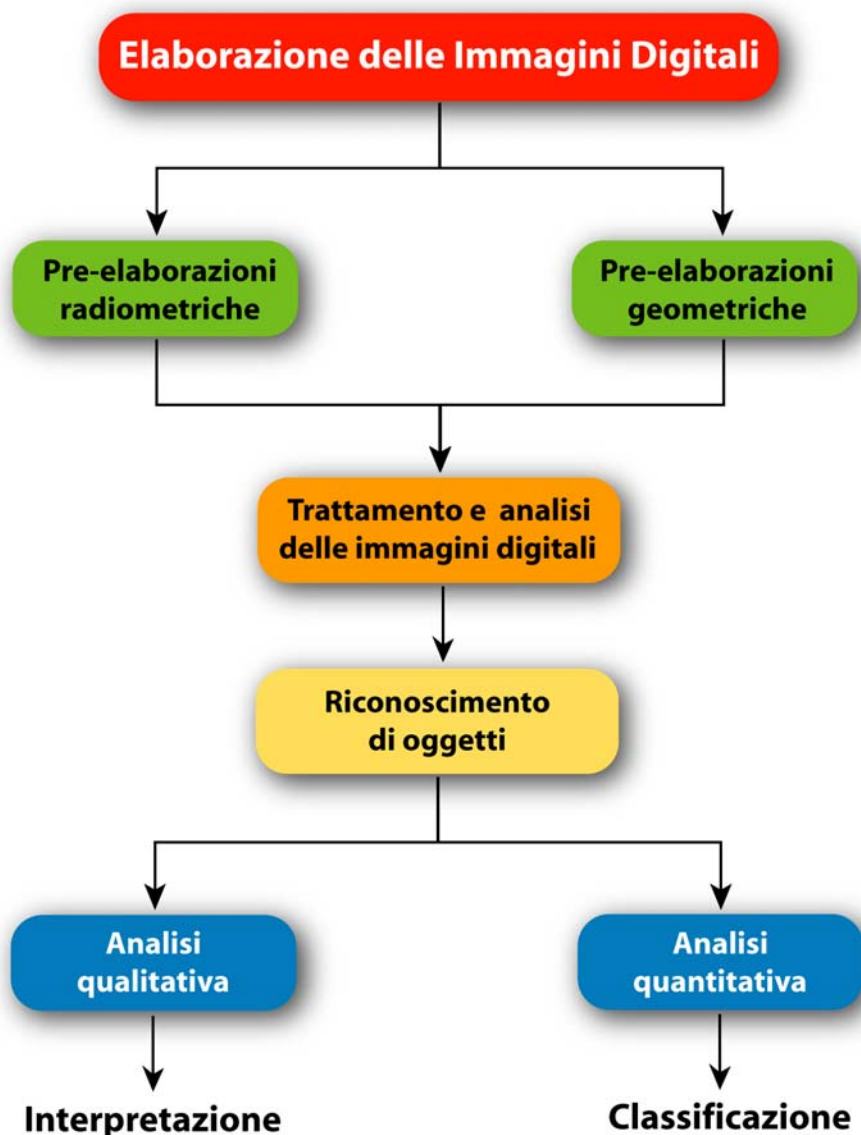 Elaborazione delle Immagini Digitali
Pre-elaborazioni
radiometriche
Pre-elaborazioni
geometriche
Trattamento e analisi
delle immagini digitali
Riconoscimento
di oggetti
Analisi
qualitativa
Analisi
quantitativa
Interpretazione
Classificazione